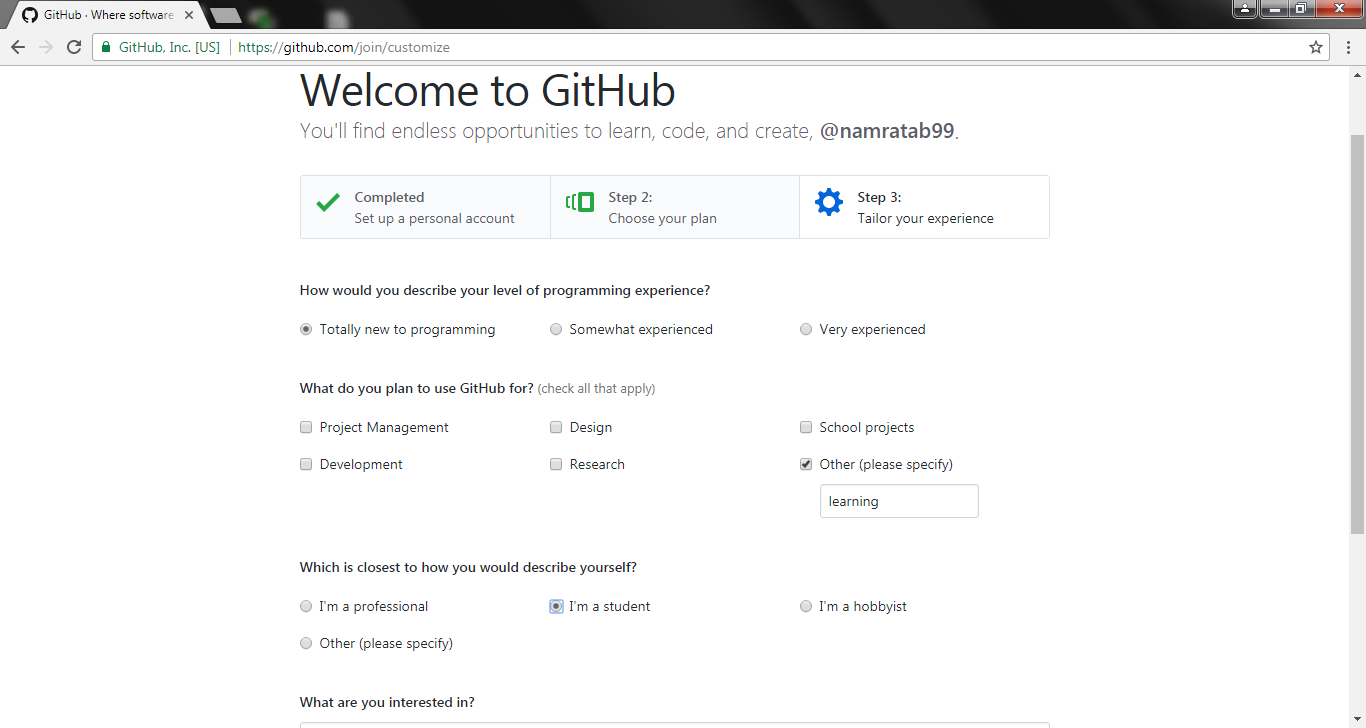 GitHub · Where software
GitHub, Inc. [US] https://github.com/join/customize
Welcome to GitHub
You'll find endless opportunities to learn, code, and create, @namratab99.
Completed
Set up a personal account
Step 2:
Choose your plan
Step 3:
Tailor your experience
How would you describe your level of programming experience?
Totally new to programming Somewhat experienced Very experienced
What do you plan to use GitHub for? (check all that apply)
Project Management Design School projects
Development Research Other (please specify)
learning
Which is closest to how you would describe yourself?
I'm a professional I'm a student I'm a hobbyist
Other (please specify)
What are you interested in?